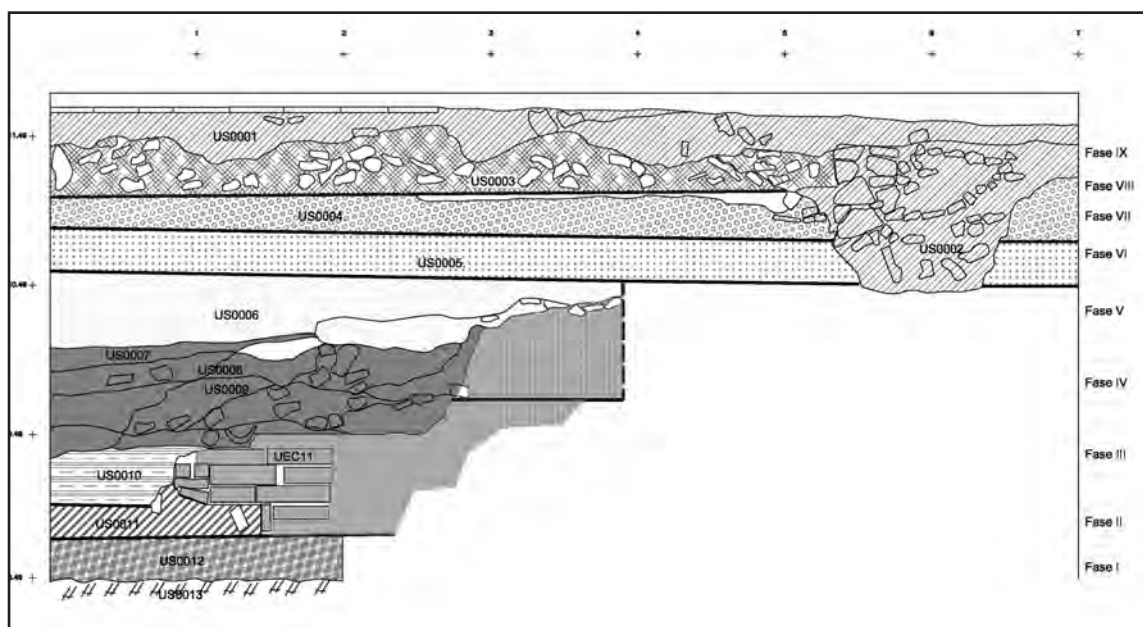 1 2 3 4 5 6 7
US0001
Fase IX
US0003
Fase VIII
US0004
Fase VII
US0002
US0005
Fase VI
US0006
Fase V
US0007
US0008
US0009
Fase IV
UEC11
Fase III
US0010
US0011
Fase II
US0012
Fase I
US0013